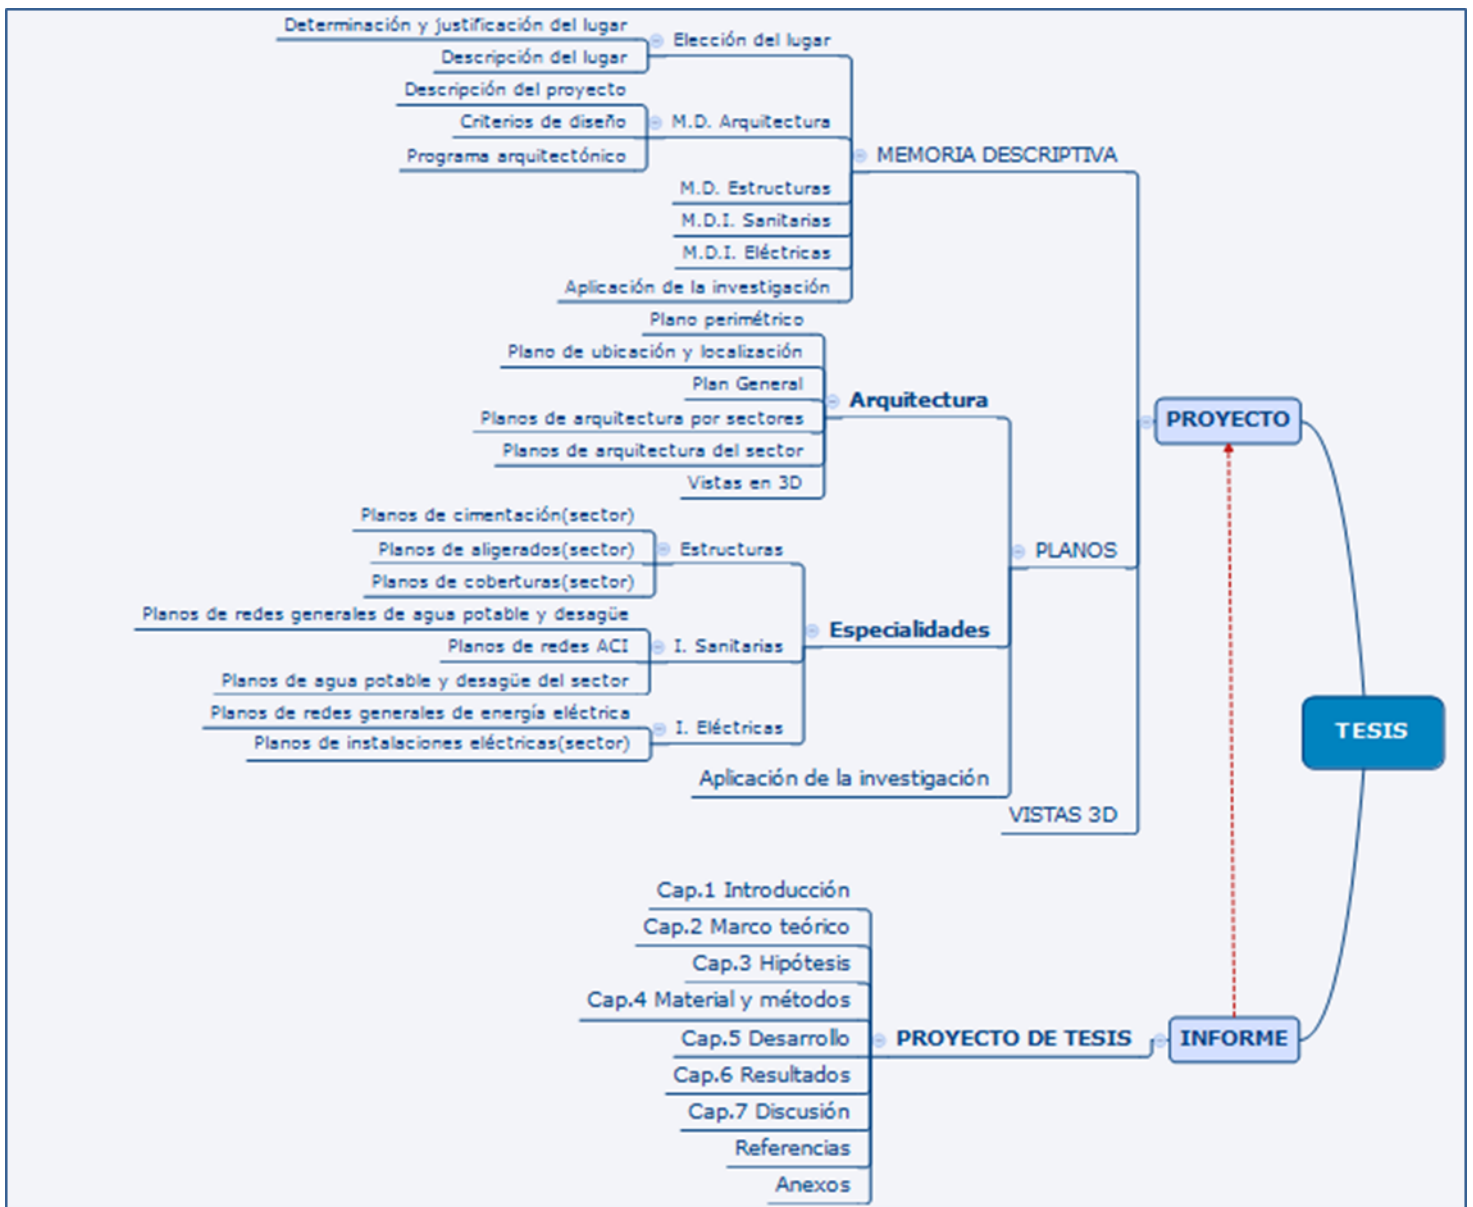 Determinación y justificación del lugar
Descripción del lugar
Elección del lugar
Descripción del proyecto
Criterios de diseño
Programa arquitectónico
M.D. Arquitectura
M.D. Estructuras
M.D.I. Sanitarias
M.D.I. Eléctricas
Aplicación de la investigación
MEMORIA DESCRIPTIVA
Plano perimétrico
Plano de ubicación y localización
Plan General
Planos de arquitectura por sectores
Planos de arquitectura del sector
Vistas en 3D
Arquitectura
Planos de cimentación(sector)
Planos de aligerados(sector)
Planos de coberturas(sector)
Estructuras
Planos de redes generales de agua potable y desagüe
Planos de redes ACI
Planos de agua potable y desagüe del sector
I. Sanitarias
Planos de redes generales de energía eléctrica
Planos de instalaciones eléctricas(sector)
I. Eléctricas
Especialidades
Aplicación de la investigación
PLANOS
VISTAS 3D
PROYECTO
TESIS
Cap.1 Introducción
Cap.2 Marco teórico
Cap.3 Hipótesis
Cap.4 Material y métodos
Cap.5 Desarrollo
Cap.6 Resultados
Cap.7 Discusión
Referencias
Anexos
PROYECTO DE TESIS
INFORME